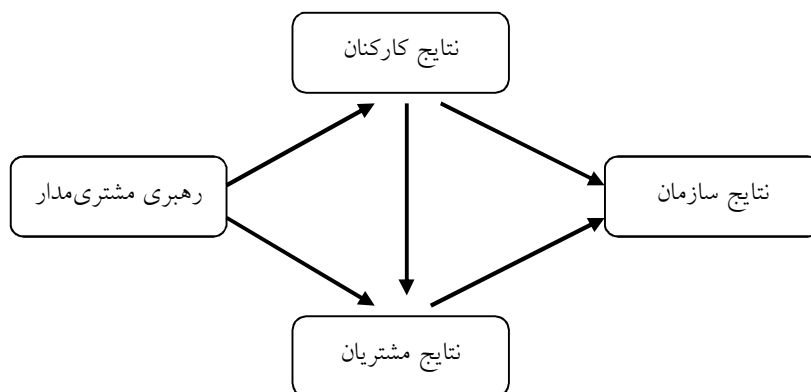 نتایج کارکنان
رهبری مشتری‌مدار
نتایج سازمان
نتایج مشتریان